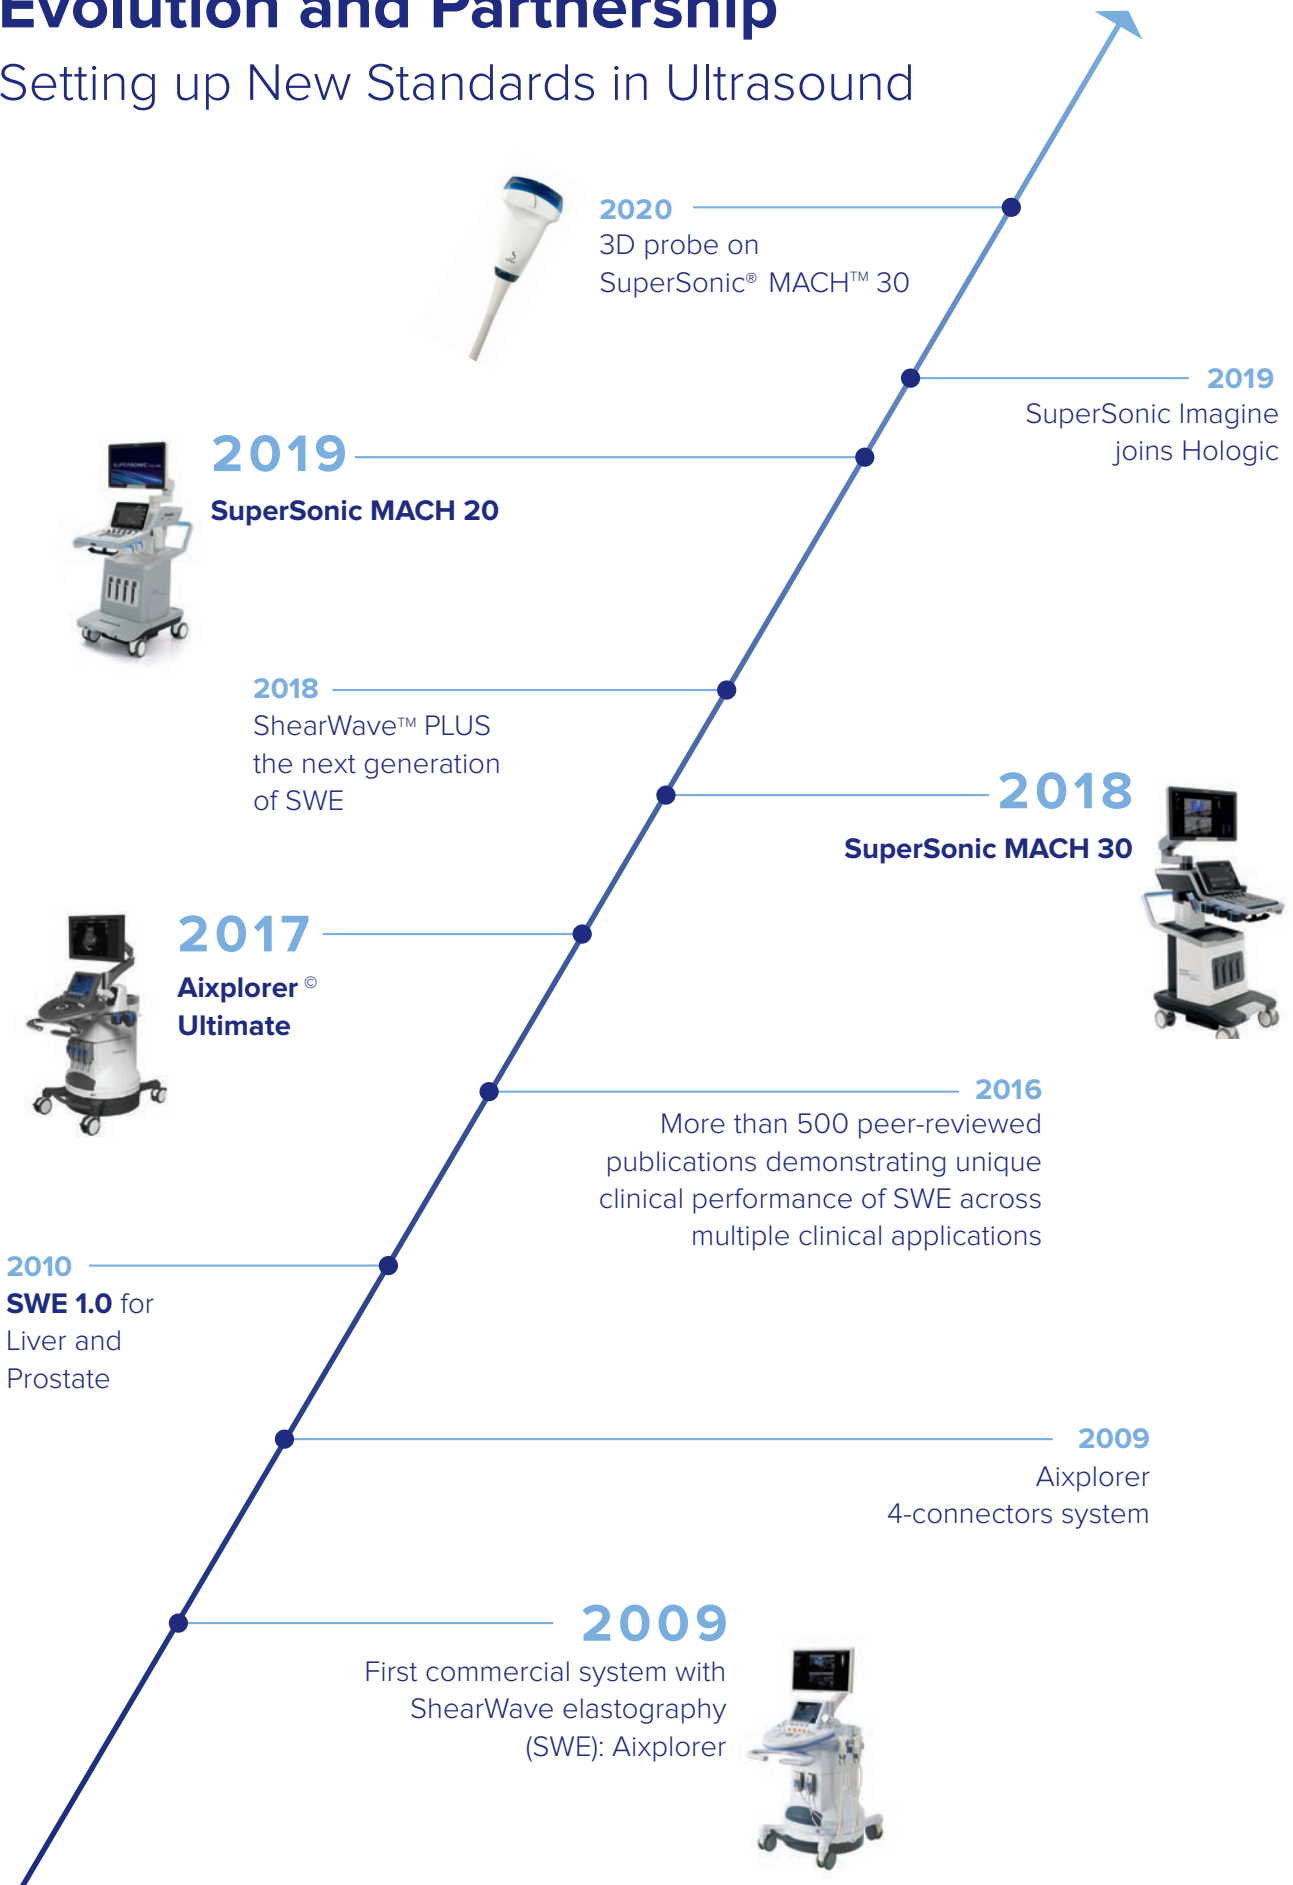 Evolution and Partnership
Setting up New Standards in Ultrasound
2020
3D probe on
SuperSonic® MACH™ 30
2019
SuperSonic Imagine
joins Hologic
2019
SuperSonic MACH 20
2018
ShearWave™ PLUS
the next generation
of SWE
2018
SuperSonic MACH 30
2017
Aixplorer ©
Ultimate
2016
More than 500 peer-reviewed
publications demonstrating unique
clinical performance of SWE across
multiple clinical applications
2010
SWE 1.0 for
Liver and
Prostate
2009
Aixplorer
4-connectors system
2009
First commercial system with
ShearWave elastography
(SWE): Aixplorer
SUPERSONIC